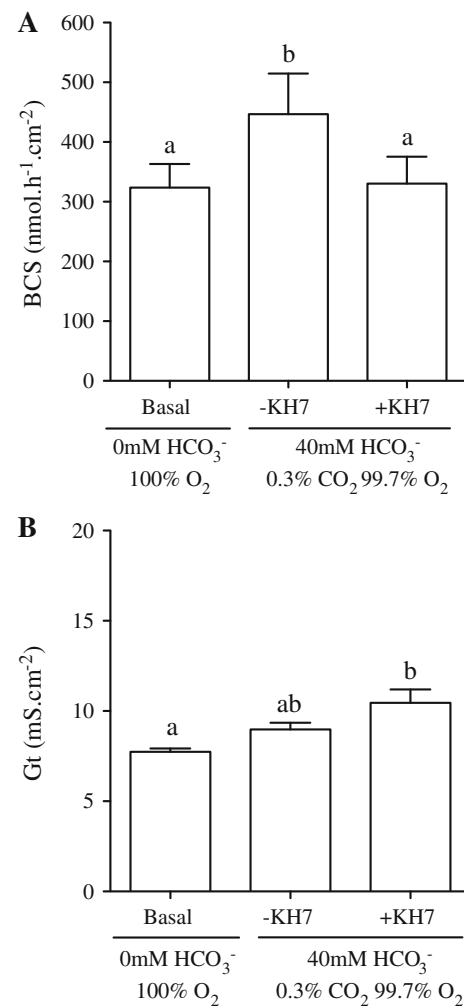 A
BCS (nmol.h⁻¹.cm⁻²)
600
500
400
300
200
100
0
a
b
a
Basal
-KH7
+KH7
0mM HCO₃⁻
40mM HCO₃⁻
100% O₂
0.3% CO₂ 99.7% O₂
B
Gt (mS.cm⁻²)
20
15
10
5
0
a
ab
b
Basal
-KH7
+KH7
0mM HCO₃⁻
40mM HCO₃⁻
100% O₂
0.3% CO₂ 99.7% O₂